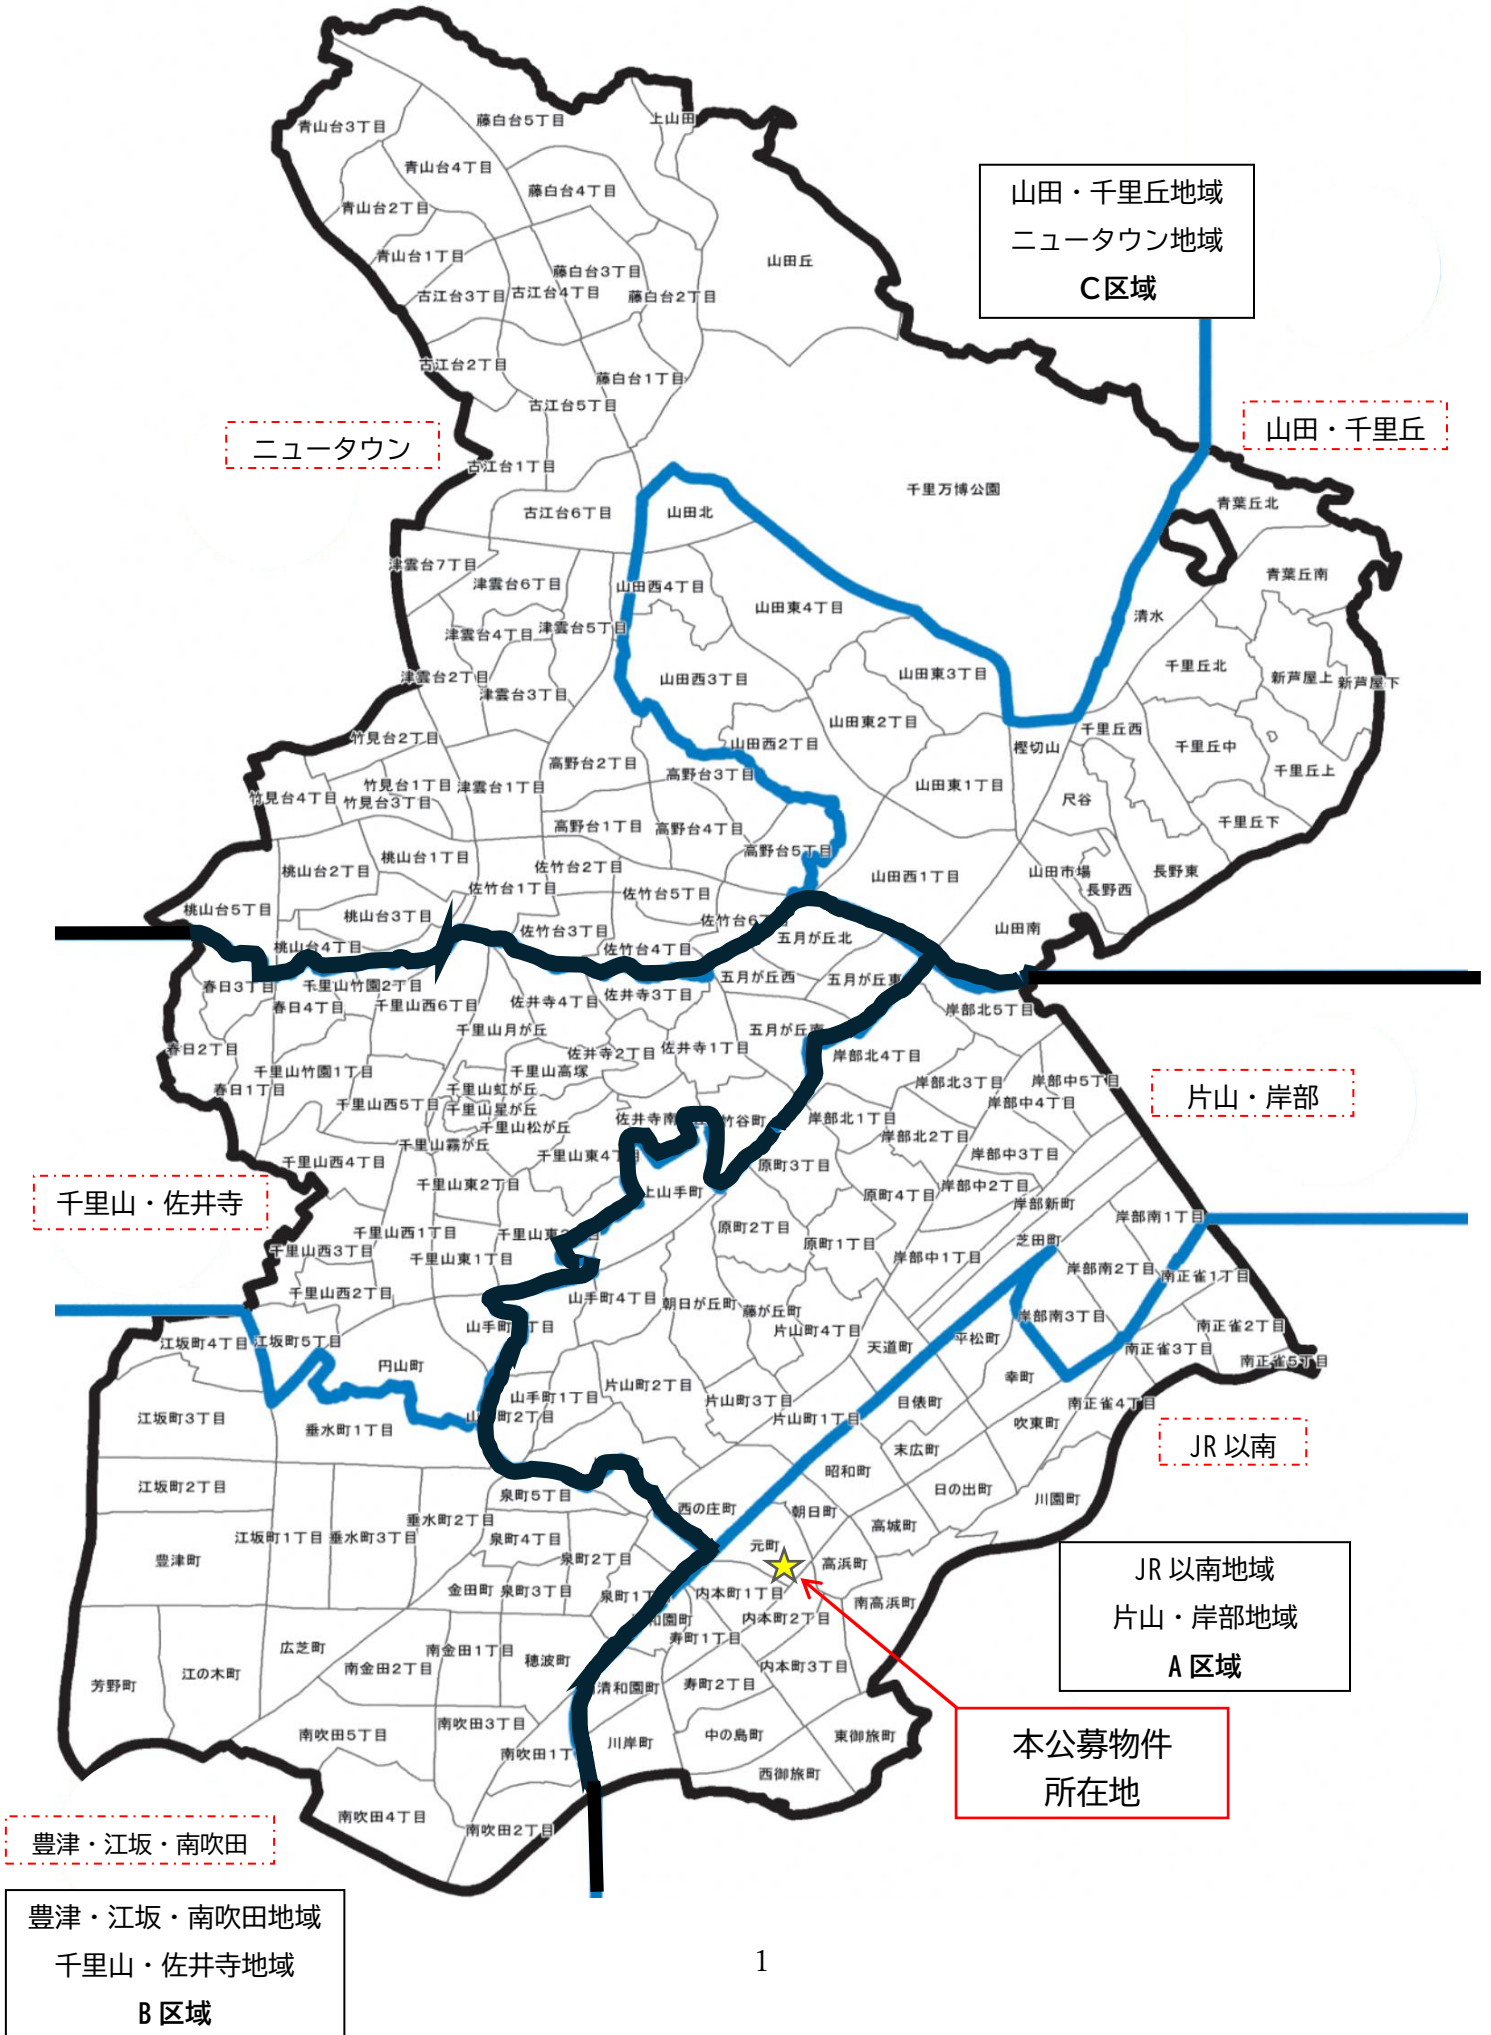 青山台3丁目
藤白台5丁目
上山田
青山台4丁目
藤白台4丁目
青山台2丁目
山田・千里丘地域
ニュータウン地域
C区域
青山台1丁目
山田丘
藤白台3丁目
古江台3丁目
古江台4丁目
藤白台2丁目
古江台2丁目
藤白台1丁目
古江台5丁目
ニュータウン
山田・千里丘
古江台1丁目
千里万博公園
青葉丘北
古江台6丁目
山田北
津雲台7丁目
津雲台6丁目
山田西4丁目
青葉丘南
山田東4丁目
清水
津雲台4丁目
津雲台5丁目
千里丘北
津雲台2丁目
山田西3丁目
山田東3丁目
新芦屋上
新芦屋下
津雲台3丁目
山田東2丁目
千里丘西
竹見台2丁目
山田西2丁目
樫切山
千里丘中
高野台2丁目
高野台3丁目
千里丘上
竹見台1丁目
津雲台1丁目
山田東1丁目
竹見台4丁目
竹見台3丁目
尺谷
高野台1丁目
高野台4丁目
千里丘下
桃山台1丁目
高野台5丁目
桃山台2丁目
佐竹台2丁目
山田西1丁目
山田市場
長野東
佐竹台1丁目
佐竹台5丁目
長野西
桃山台5丁目
桃山台3丁目
佐竹台6丁目
山田南
佐竹台3丁目
五月が丘北
桃山台4丁目
佐竹台4丁目
春日3丁目
千里山竹園2丁目
五月が丘西
五月が丘東
春日4丁目
千里山西6丁目
佐井寺4丁目
佐井寺3丁目
岸部北5丁目
千里山月が丘
五月が丘南
春日2丁目
佐井寺2丁目
佐井寺1丁目
岸部北4丁目
千里山竹園1丁目
千里山高塚
春日1丁目
千里山虹が丘
岸部北3丁目
岸部中5丁目
片山・岸部
千里山西5丁目
千里山星が丘
岸部中4丁目
千里山松が丘
佐井寺南
竹谷町
岸部北1丁目
千里山霧が丘
岸部北2丁目
千里山西4丁目
千里山東4丁目
岸部中3丁目
原町3丁目
千里山・佐井寺
千里山東2丁目
上山手町
原町4丁目
岸部中2丁目
岸部新町
岸部南1丁目
千里山西1丁目
千里山東3丁目
原町2丁目
千里山西3丁目
千里山東1丁目
原町1丁目
岸部中1丁目
芝田町
岸部南2丁目
南正雀1丁目
千里山西2丁目
山手町4丁目
朝日が丘町
藤が丘町
岸部南3丁目
江坂町4丁目
江坂町5丁目
山手町3丁目
片山町4丁目
天道町
平松町
南正雀2丁目
円山町
南正雀3丁目
南正雀5丁目
山手町1丁目
片山町2丁目
幸町
江坂町3丁目
垂水町1丁目
山手町2丁目
片山町3丁目
片山町1丁目
目俵町
南正雀4丁目
吹東町
末広町
JR以南
江坂町2丁目
昭和町
日の出町
川園町
泉町5丁目
西の庄町
朝日町
高城町
江坂町1丁目
垂水町3丁目
垂水町2丁目
泉町4丁目
元町
豊津町
泉町2丁目
高浜町
JR以南地域
片山・岸部地域
A区域
金田町
泉町3丁目
泉町1丁目
内本町1丁目
南高浜町
和園町
内本町2丁目
広芝町
寿町1丁目
南金田1丁目
穂波町
内本町3丁目
芳野町
江の木町
南金田2丁目
清和園町
寿町2丁目
南吹田5丁目
南吹田3丁目
川岸町
中の島町
東御旅町
南吹田1丁
西御旅町
本公募物件
所在地
南吹田4丁目
南吹田2丁目
豊津・江坂・南吹田
豊津・江坂・南吹田地域
千里山・佐井寺地域
B区域
1